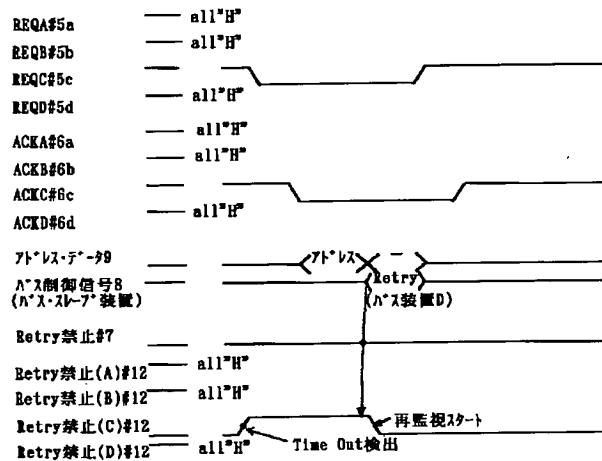 REQA#5a all"H"
REQB#5b all"H"
REQC#5c
REQD#5d all"H"
ACKA#6a all"H"
ACKB#6b all"H"
ACKC#6c
ACKD#6d all"H"
アドレス・データ9 アドレス —
バス制御信号8 Retry
(バス・スレーブ装置) (バス装置D)
Retry禁止#7
Retry禁止(A)#12 all"H"
Retry禁止(B)#12 all"H"
Retry禁止(C)#12 再監視スタート
Retry禁止(D)#12 all"H" Time Out検出